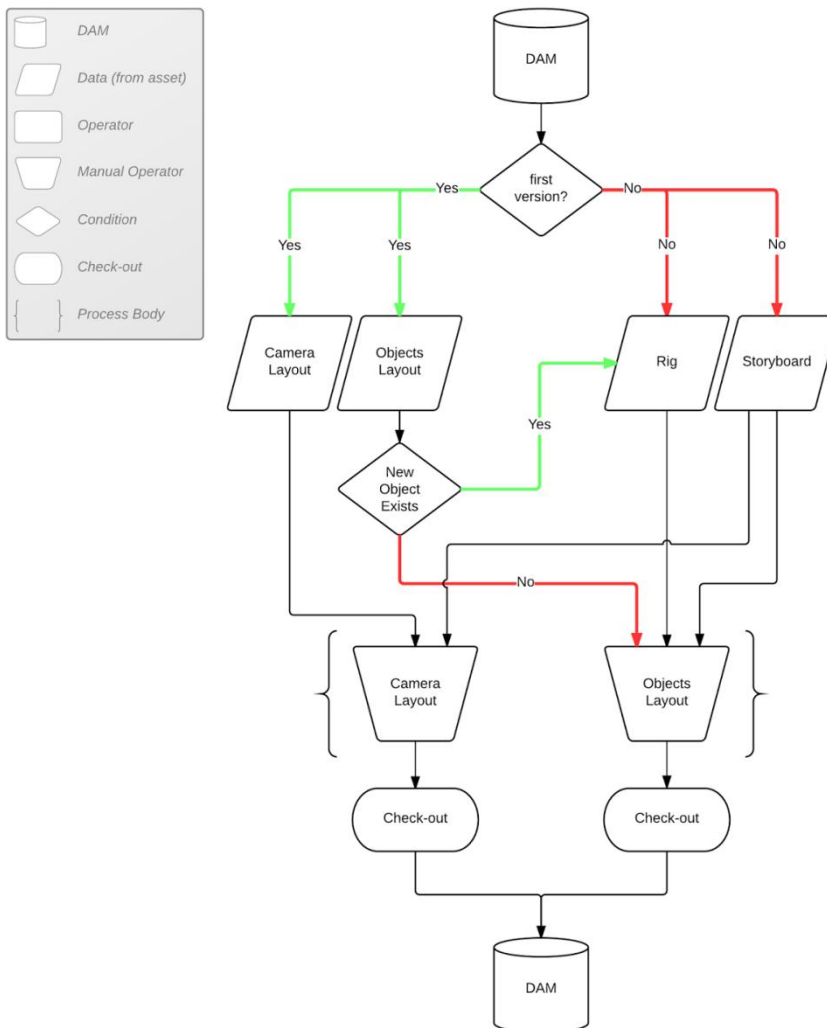 DAM
Data (from asset)
Operator
Manual Operator
Condition
Check-out
Process Body
DAM
first
version?
Yes
No
Yes
Yes
No
No
Camera
Layout
Objects
Layout
Rig
Storyboard
Yes
New
Object
Exists
No
Camera
Layout
Objects
Layout
Check-out
Check-out
DAM